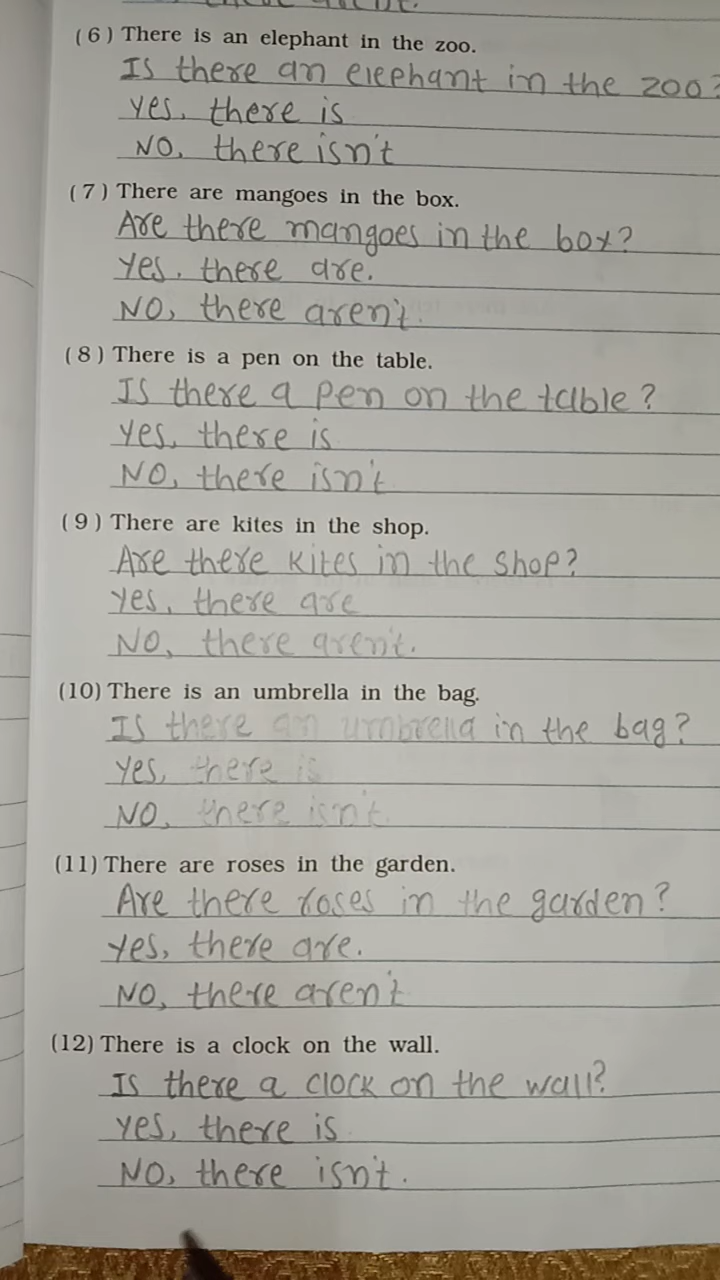 (6) There is an elephant in the zoo.
Is there an elephant in the zoo?
Yes, there is
No, there isn't
(7) There are mangoes in the box.
Are there mangoes in the box?
Yes, there are.
No, there aren't.
(8) There is a pen on the table.
Is there a pen on the table?
Yes, there is
No, there isn't
(9) There are kites in the shop.
Are there kites in the shop?
Yes, there are
No, there aren't.
(10) There is an umbrella in the bag.
Is there an umbrella in the bag?
Yes, there is
No, there isn't.
(11) There are roses in the garden.
Are there roses in the garden?
Yes, there are.
No, there aren't
(12) There is a clock on the wall.
Is there a clock on the wall?
Yes, there is
No, there isn't.